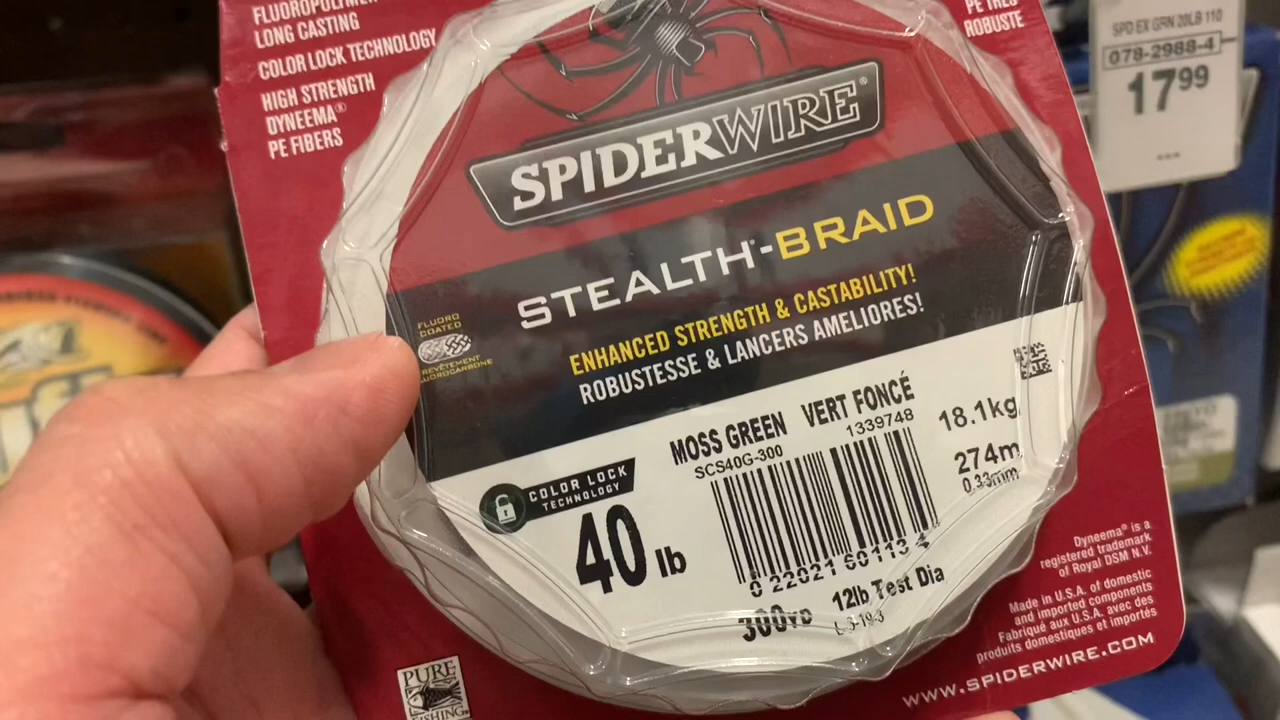 FLUOROPOLYMER
LONG CASTING
COLOR LOCK TECHNOLOGY
HIGH STRENGTH
DYNEEMA®
PE FIBERS
PE TRÈS
ROBUSTE
SPD EX GRN 20LB 110
078-2988-4
17⁹⁹
SPIDERWIRE®
STEALTH®-BRAID
ENHANCED STRENGTH & CASTABILITY!
ROBUSTESSE & LANCERS AMELIORES!
FLUORO
COATED
REVÊTEMENT
FLUOROCARBONE
MOSS GREEN VERT FONCÉ
SCS40G-300 1339748
18.1kg
274m
0.33mm
COLOR LOCK
TECHNOLOGY
40 lb
0 22021 60113 4
300YD 12lb Test Dia
Dyneema® is a
registered trademark
of Royal DSM N.V.
Made in U.S.A. of domestic
and imported components
Fabriqué aux U.S.A. avec des
produits domestiques et importés
WWW.SPIDERWIRE.COM
PURE
FISHING